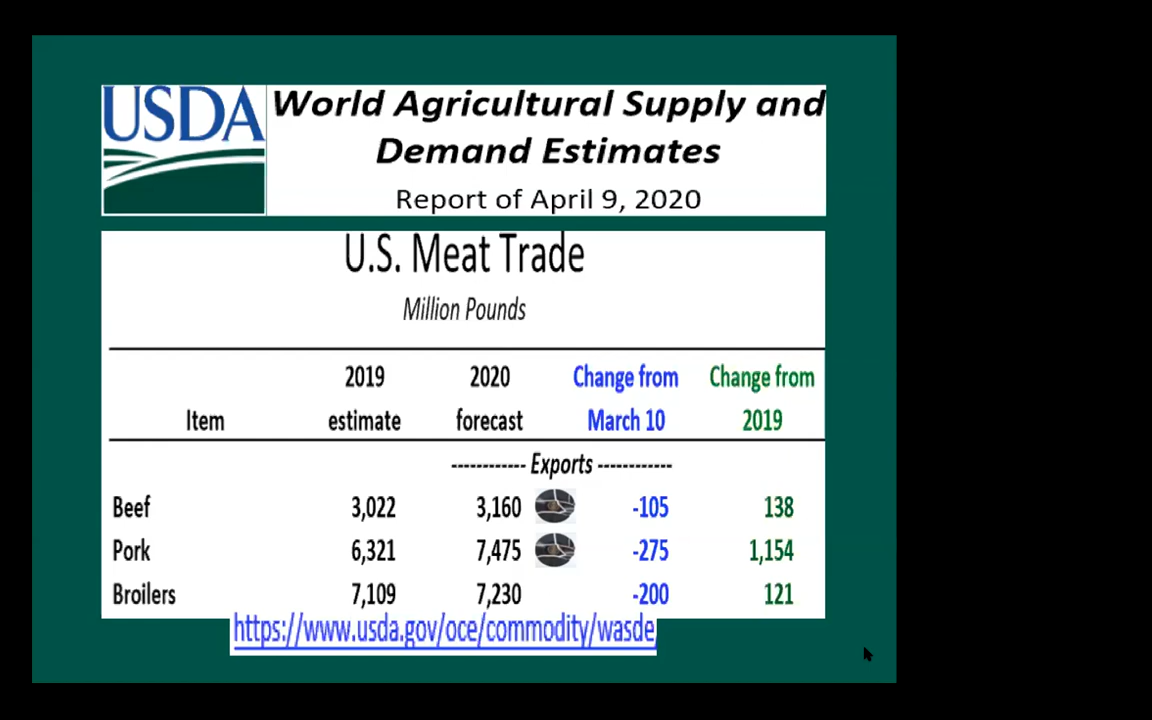 USDA
World Agricultural Supply and
Demand Estimates
Report of April 9, 2020
U.S. Meat Trade
Million Pounds
2019 2020 Change from Change from
Item estimate forecast March 10 2019
------------ Exports ------------
Beef 3,022 3,160 -105 138
Pork 6,321 7,475 -275 1,154
Broilers 7,109 7,230 -200 121
https://www.usda.gov/oce/commodity/wasde